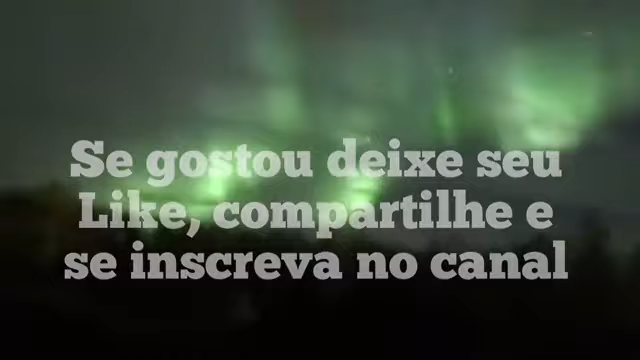 Se gostou deixe seu
Like, compartilhe e
se inscreva no canal